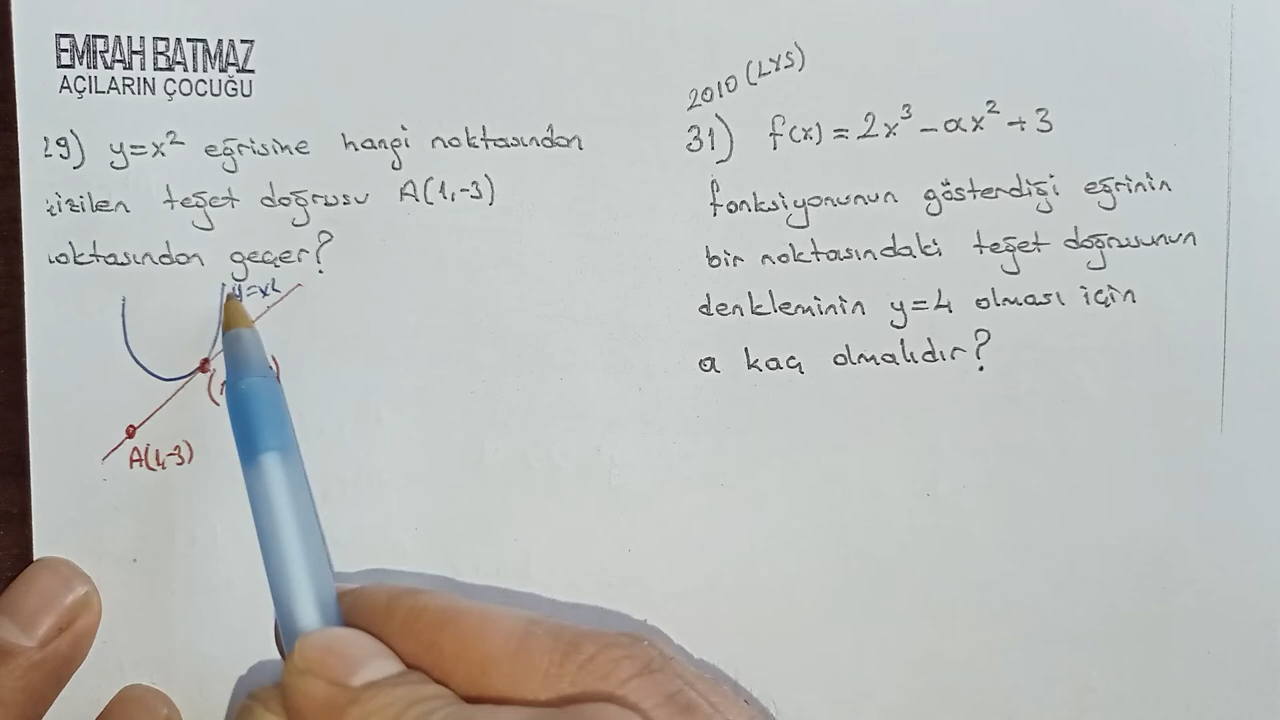 EMRAH BATMAZ
AÇILARIN ÇOCUĞU
29) y=x² eğrisine hangi noktasından
çizilen teğet doğrusu A(1,-3)
noktasından geçer?
y=x²
A(1,-3)
2010 (LYS)
31) f(x) = 2x³ - ax² + 3
fonksiyonunun gösterdiği eğrinin
bir noktasındaki teğet doğrusunun
denkleminin y=4 olması için
a kaç olmalıdır?